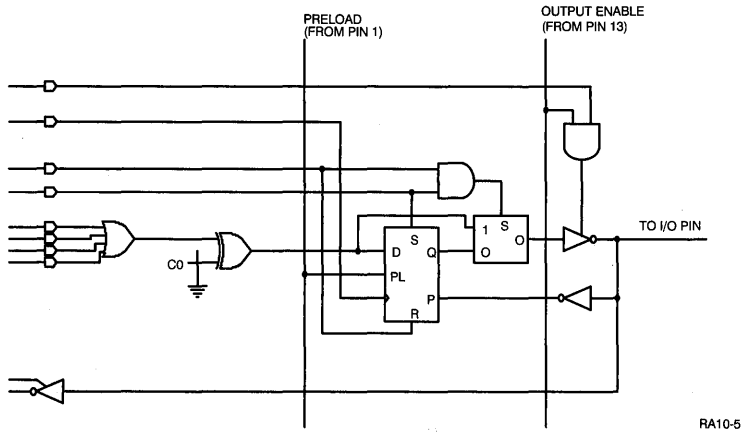 PRELOAD
(FROM PIN 1)
OUTPUT ENABLE
(FROM PIN 13)
S
S
1
O
O
TO I/O PIN
D
Q
C0
PL
P
R
RA10-5